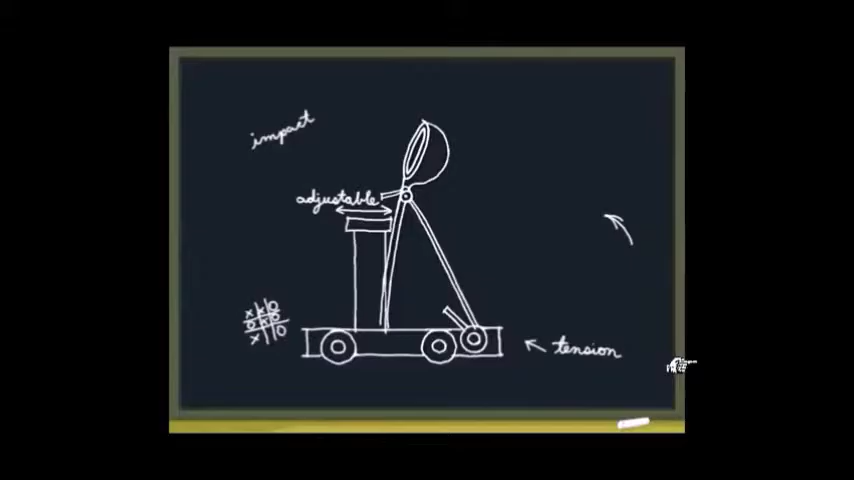 impact
adjustable
x x O
O x O
x O
tension